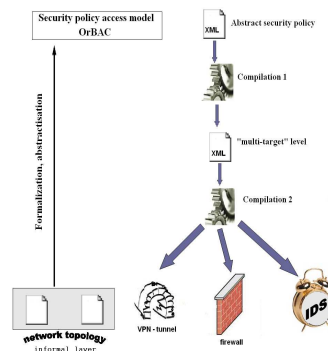 Security policy access model
OrBAC
Formalization, abstractisation
network topology
informal layer
XML
Abstract security policy
Compilation 1
XML
"multi-target" level
Compilation 2
VPN - tunnel
firewall
IDS